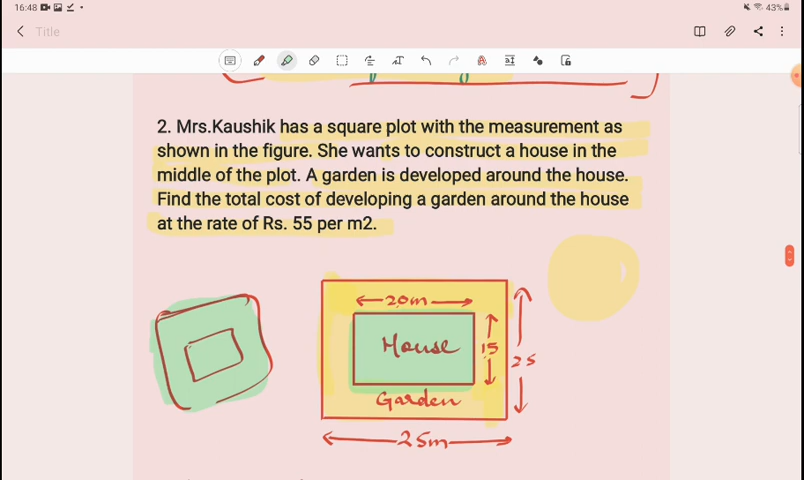 16:48
43%
Title
2. Mrs.Kaushik has a square plot with the measurement as
shown in the figure. She wants to construct a house in the
middle of the plot. A garden is developed around the house.
Find the total cost of developing a garden around the house
at the rate of Rs. 55 per m2.
20m
House
15
25
Garden
25m